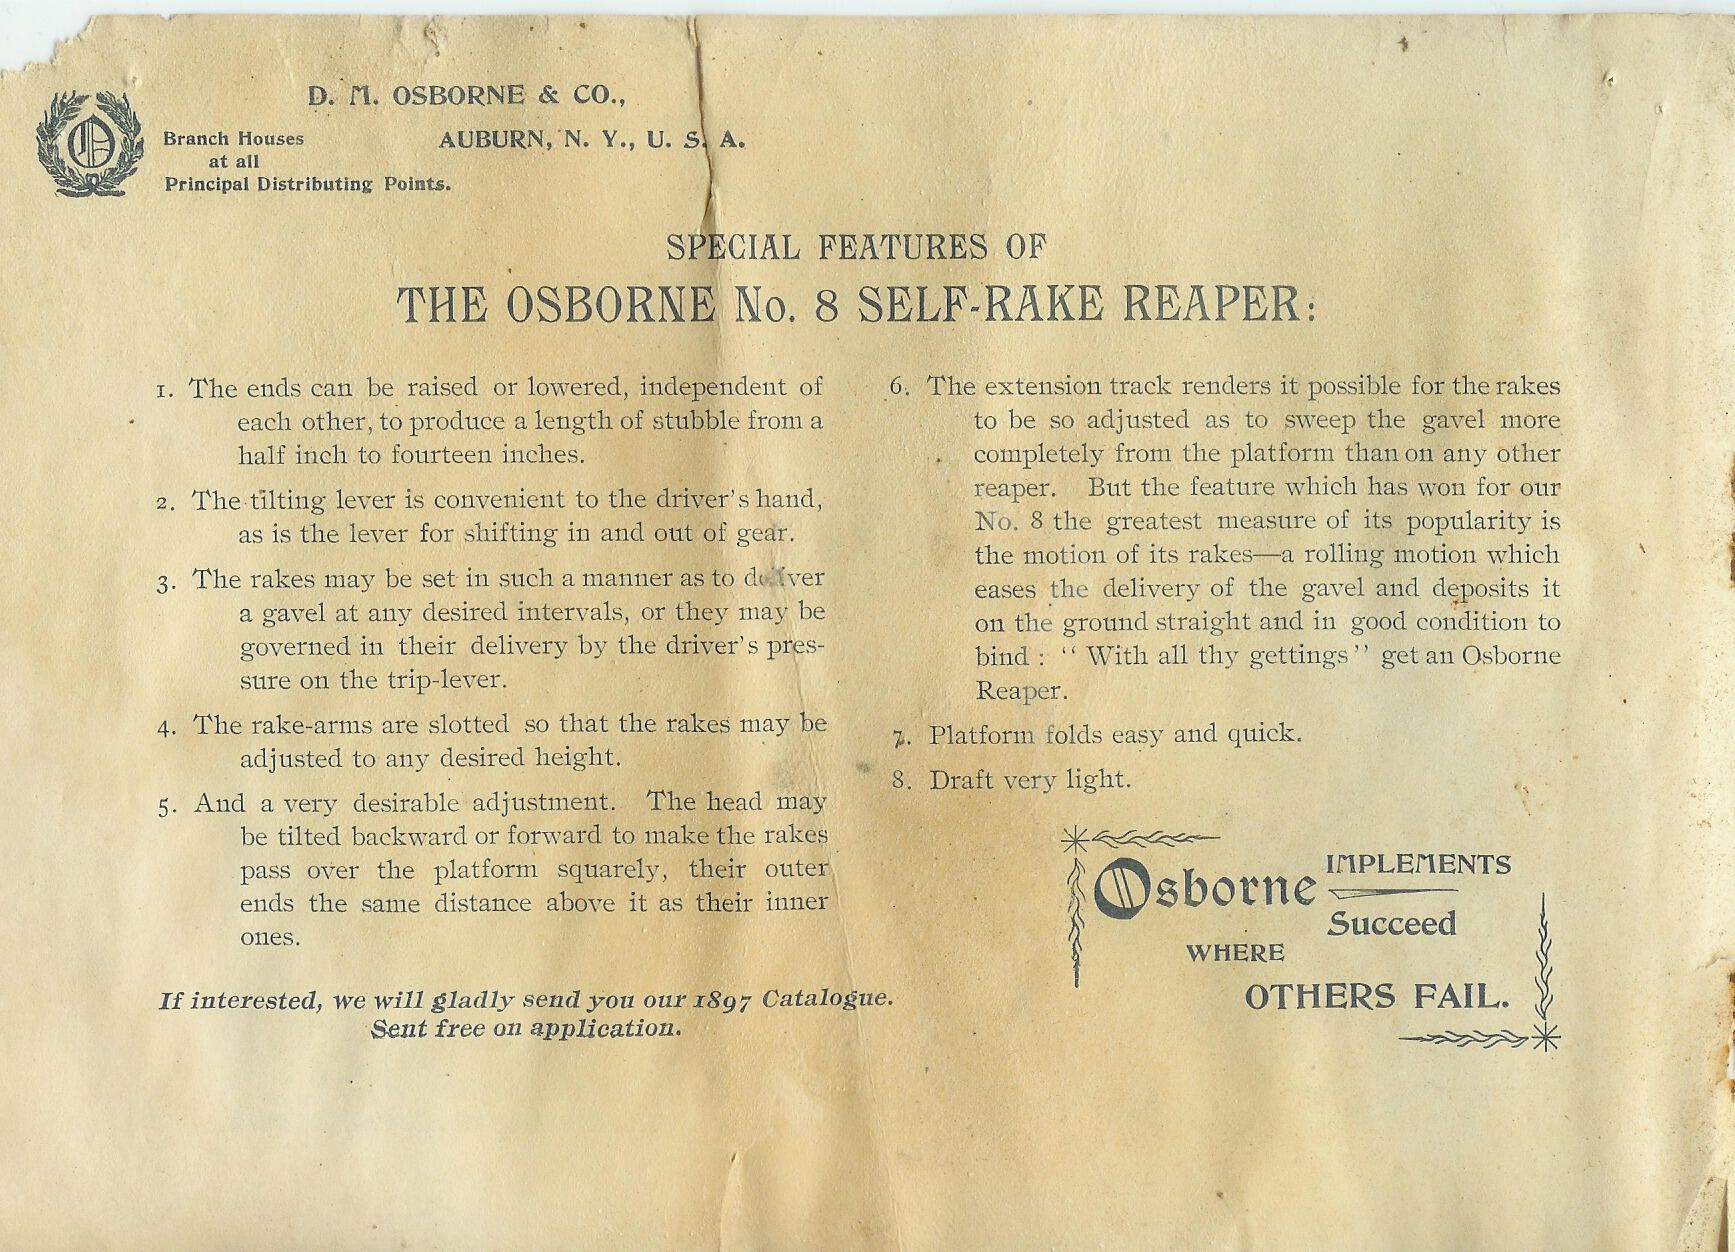 D. M. OSBORNE & CO.,
AUBURN, N. Y., U. S. A.
Branch Houses
at all
Principal Distributing Points.
SPECIAL FEATURES OF
THE OSBORNE No. 8 SELF-RAKE REAPER:
1. The ends can be raised or lowered, independent of
each other, to produce a length of stubble from a
half inch to fourteen inches.
2. The tilting lever is convenient to the driver's hand,
as is the lever for shifting in and out of gear.
3. The rakes may be set in such a manner as to deliver
a gavel at any desired intervals, or they may be
governed in their delivery by the driver's pres-
sure on the trip-lever.
4. The rake-arms are slotted so that the rakes may be
adjusted to any desired height.
5. And a very desirable adjustment. The head may
be tilted backward or forward to make the rakes
pass over the platform squarely, their outer
ends the same distance above it as their inner
ones.
6. The extension track renders it possible for the rakes
to be so adjusted as to sweep the gavel more
completely from the platform than on any other
reaper. But the feature which has won for our
No. 8 the greatest measure of its popularity is
the motion of its rakes—a rolling motion which
eases the delivery of the gavel and deposits it
on the ground straight and in good condition to
bind : "With all thy gettings" get an Osborne
Reaper.
7. Platform folds easy and quick.
8. Draft very light.
If interested, we will gladly send you our 1897 Catalogue.
Sent free on application.
Osborne IMPLEMENTS
Succeed
WHERE
OTHERS FAIL.